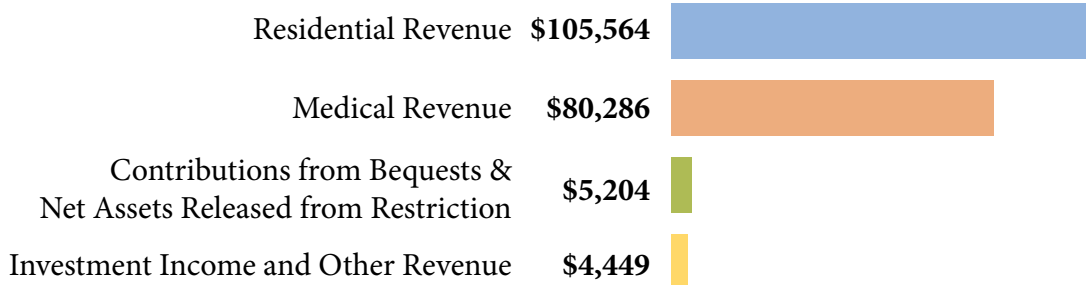 Residential Revenue $105,564
Medical Revenue $80,286
Contributions from Bequests &
Net Assets Released from Restriction $5,204
Investment Income and Other Revenue $4,449